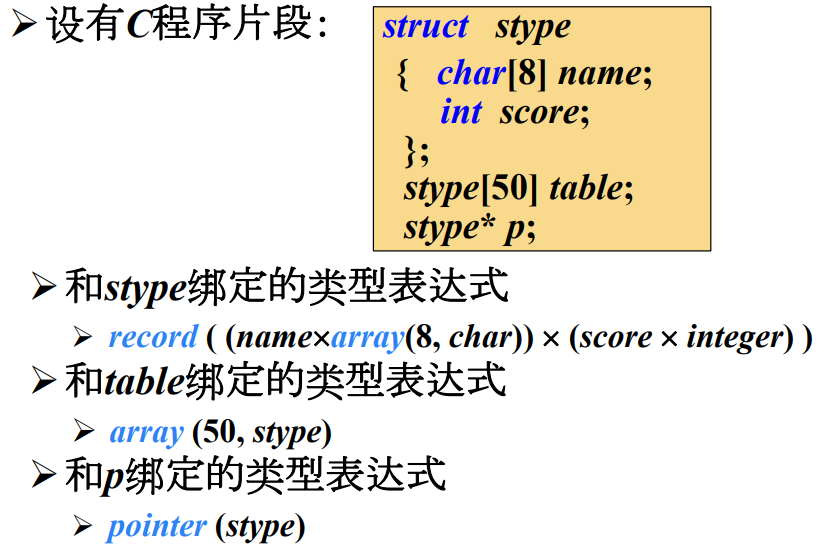 ➢设有C程序片段:
struct stype
{ char[8] name;
int score;
};
stype[50] table;
stype* p;
➢和stype绑定的类型表达式
➢ record ( (name×array(8, char)) × (score × integer) )
➢和table绑定的类型表达式
➢ array (50, stype)
➢和p绑定的类型表达式
➢ pointer (stype)